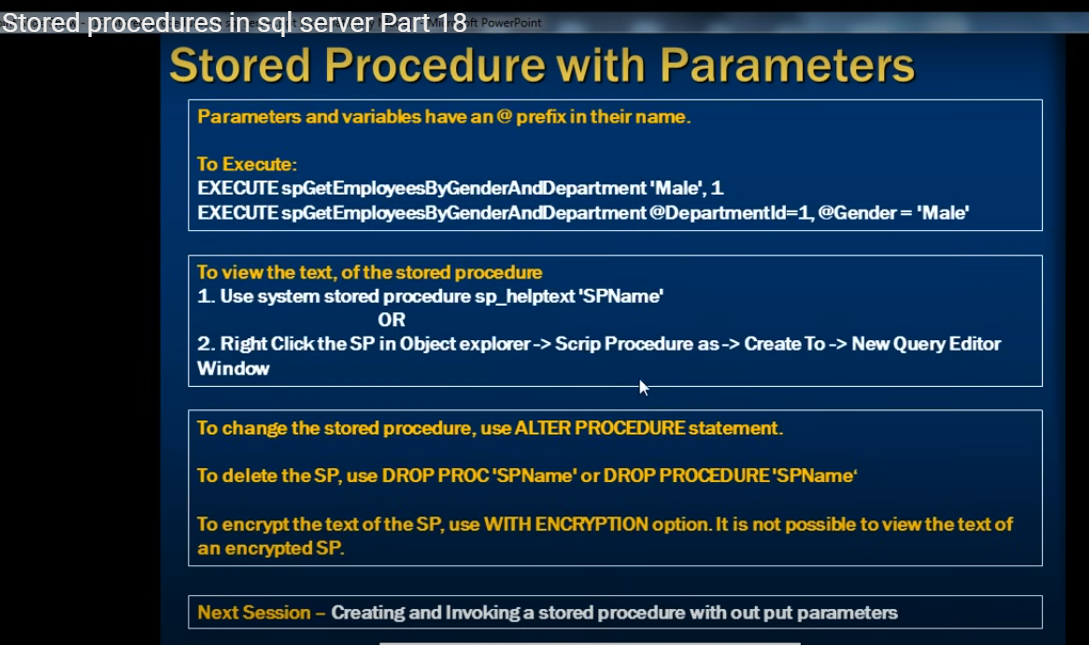 Stored procedures in sql server Part 18
PowerPoint
Stored Procedure with Parameters
Parameters and variables have an @ prefix in their name.
To Execute:
EXECUTE spGetEmployeesByGenderAndDepartment 'Male', 1
EXECUTE spGetEmployeesByGenderAndDepartment @DepartmentId=1, @Gender = 'Male'
To view the text, of the stored procedure
1. Use system stored procedure sp_helptext 'SPName'
OR
2. Right Click the SP in Object explorer -> Scrip Procedure as -> Create To -> New Query Editor
Window
To change the stored procedure, use ALTER PROCEDURE statement.
To delete the SP, use DROP PROC 'SPName' or DROP PROCEDURE 'SPName‘
To encrypt the text of the SP, use WITH ENCRYPTION option. It is not possible to view the text of
an encrypted SP.
Next Session – Creating and Invoking a stored procedure with out put parameters